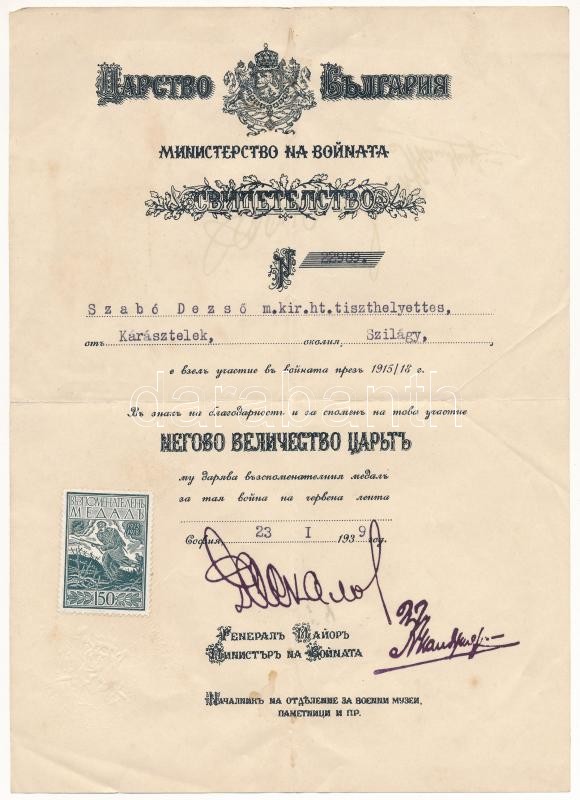 Царство България
Министерство на войната
Свидетелство
№ 22989.
Szabó Dezső m.kir.ht.tiszthelyettes,
отъ Kárásztelek, околия Szilágy,
е взелъ участие въ войната презъ 1915/18 г.
Въ знакъ на благодарность и за споменъ на това участие
НЕГОВО ВЕЛИЧЕСТВО ЦАРЬТЪ
му дарява възспоменателния медалъ
за тая война на червена лента
ВЪЗПОМЕНАТЕЛЕНЪ
МЕДАЛЪ
150
София, 23 I 1939 год.
Генералъ Майоръ
Министъръ на Войната
Началникъ на отдѣление за военни музеи,
паметници и пр.
darabanth